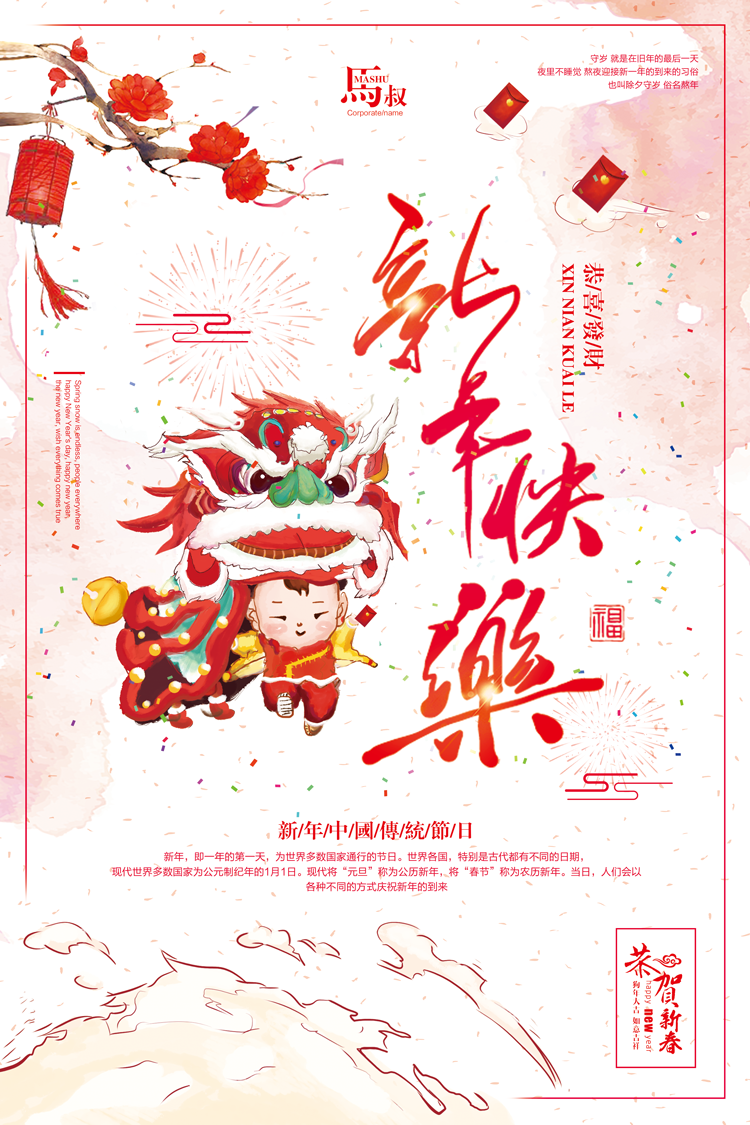 馬叔
MASHU
Corporate/name
守岁 就是在旧年的最后一天
夜里不睡觉 熬夜迎接新一年的到来的习俗
也叫除夕守岁 俗名熬年
新年快樂
恭/喜/發/財
XIN NIAN KUAI LE
福
Spring snow is endless, people everywhere
happy New Year's day, happy new year,
the new year, wish everything comes true
新/年/中/國/傳/統/節/日
新年，即一年的第一天，为世界多数国家通行的节日。世界各国，特别是古代都有不同的日期，
现代世界多数国家为公元制纪年的1月1日。现代将“元旦”称为公历新年，将“春节”称为农历新年。当日，人们会以
各种不同的方式庆祝新年的到来
恭贺新春
happy new year
狗年人吉 如意吉祥